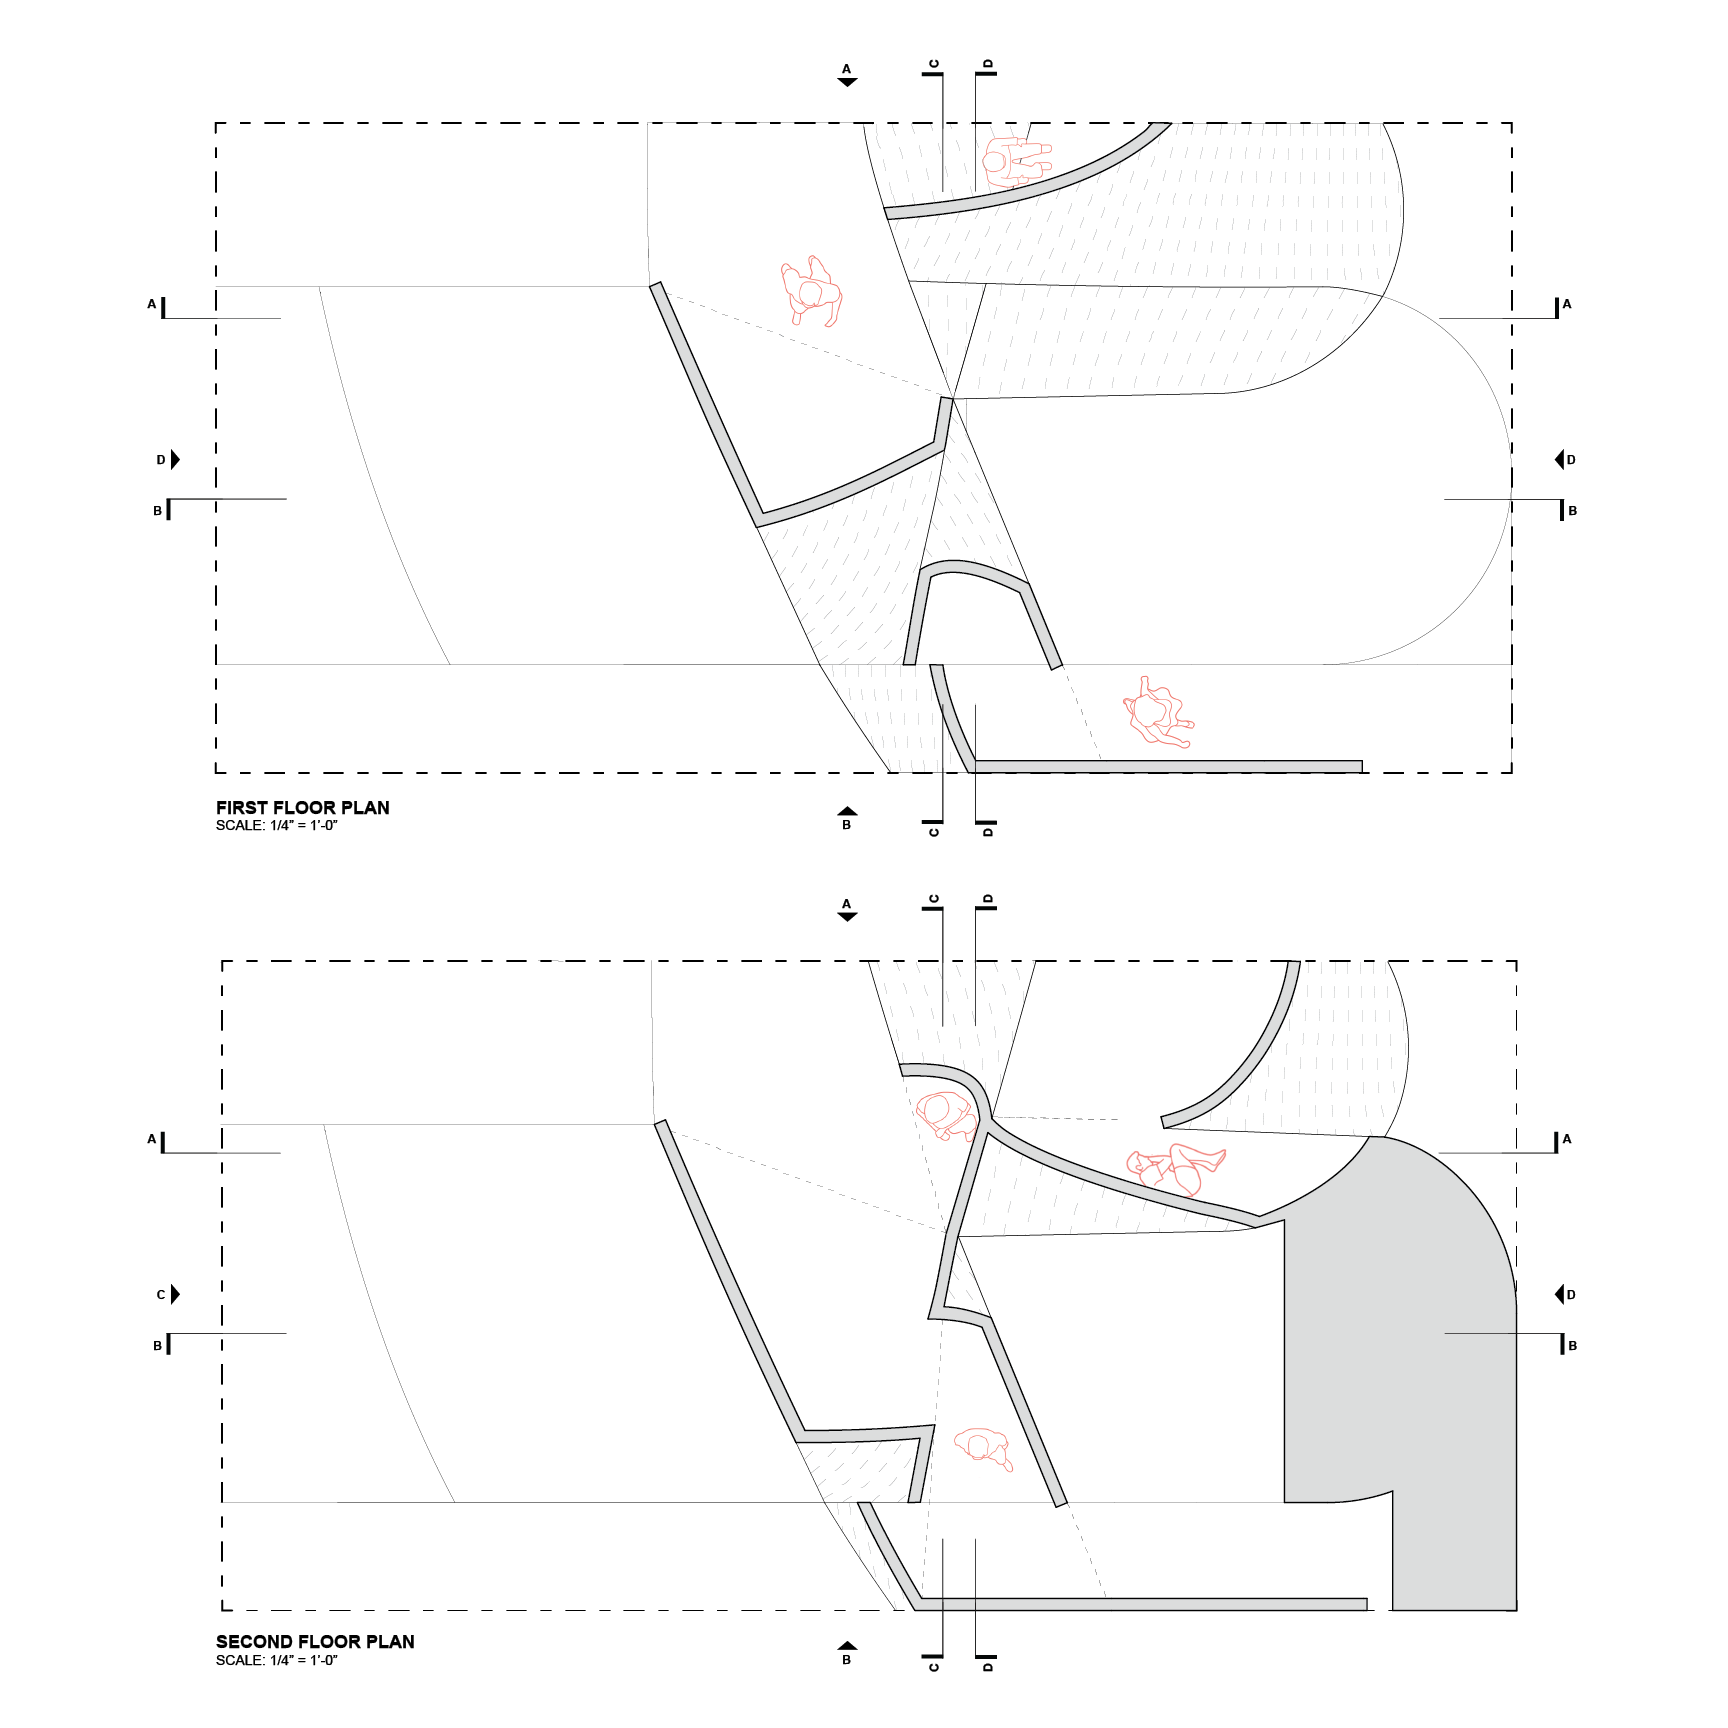 A
C
D
A
A
D
D
B
B
FIRST FLOOR PLAN
SCALE: 1/4” = 1’-0”
B
C
D
A
C
D
A
A
C
D
B
B
SECOND FLOOR PLAN
SCALE: 1/4” = 1’-0”
B
C
D